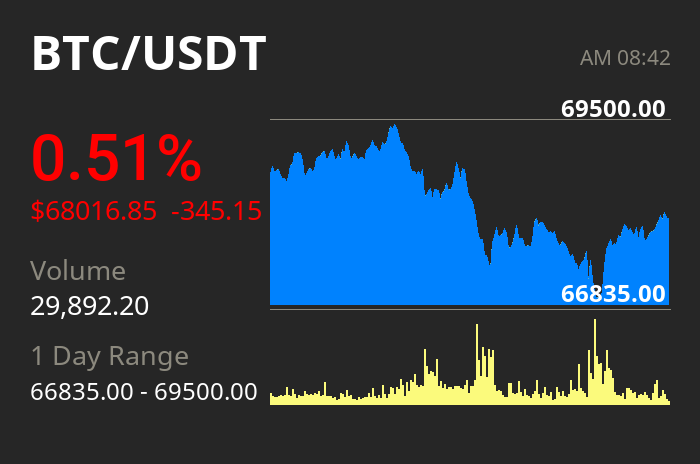 BTC/USDT
AM 08:42
69500.00
0.51%
$68016.85 -345.15
Volume
29,892.20
66835.00
1 Day Range
66835.00 - 69500.00